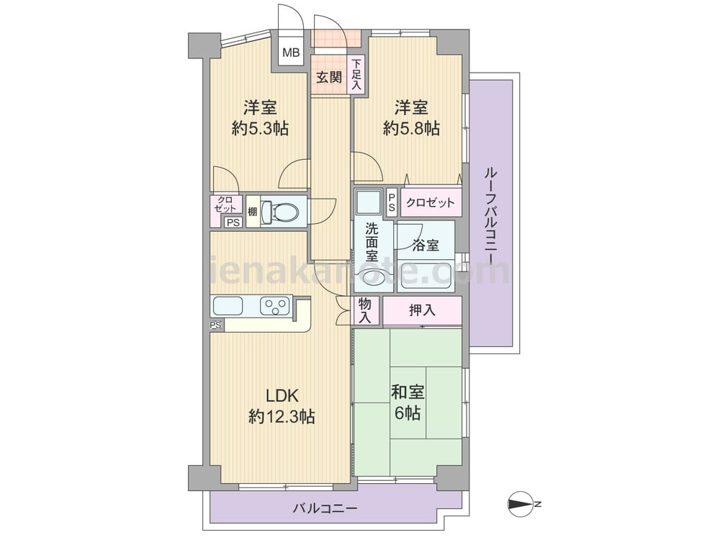 MB
玄関
下足入
洋室
約5.3帖
洋室
約5.8帖
ルーフバルコニー
クロ
ゼット
棚
PS
PS
クロゼット
洗面室
浴室
ienakanote.com
物入
押入
PS
LDK
約12.3帖
和室
6帖
バルコニー
N